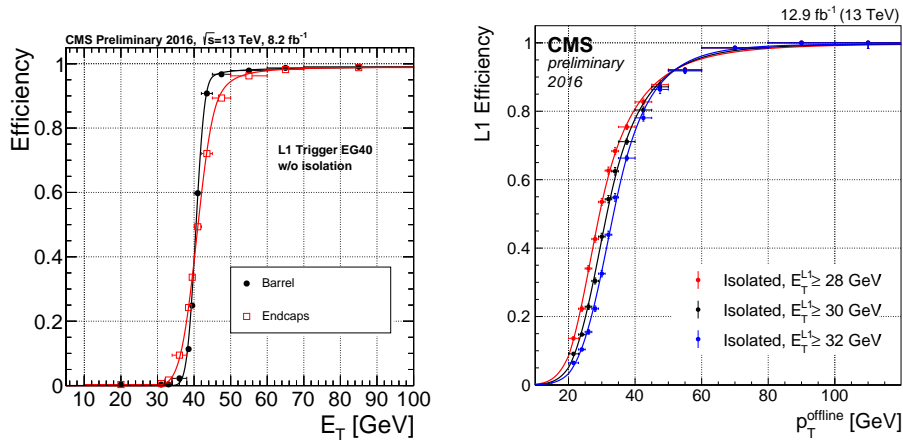 CMS Preliminary 2016, √s=13 TeV, 8.2 fb⁻¹
Efficiency
1
0.8
0.6
0.4
0.2
0
L1 Trigger EG40
w/o isolation
Barrel
Endcaps
10 20 30 40 50 60 70 80 90 100
E_T [GeV]
12.9 fb⁻¹ (13 TeV)
L1 Efficiency
CMS
preliminary
2016
1.0
0.8
0.6
0.4
0.2
0.0
Isolated, E_T^L1 ≥ 28 GeV
Isolated, E_T^L1 ≥ 30 GeV
Isolated, E_T^L1 ≥ 32 GeV
20 40 60 80 100
p_T^offline [GeV]